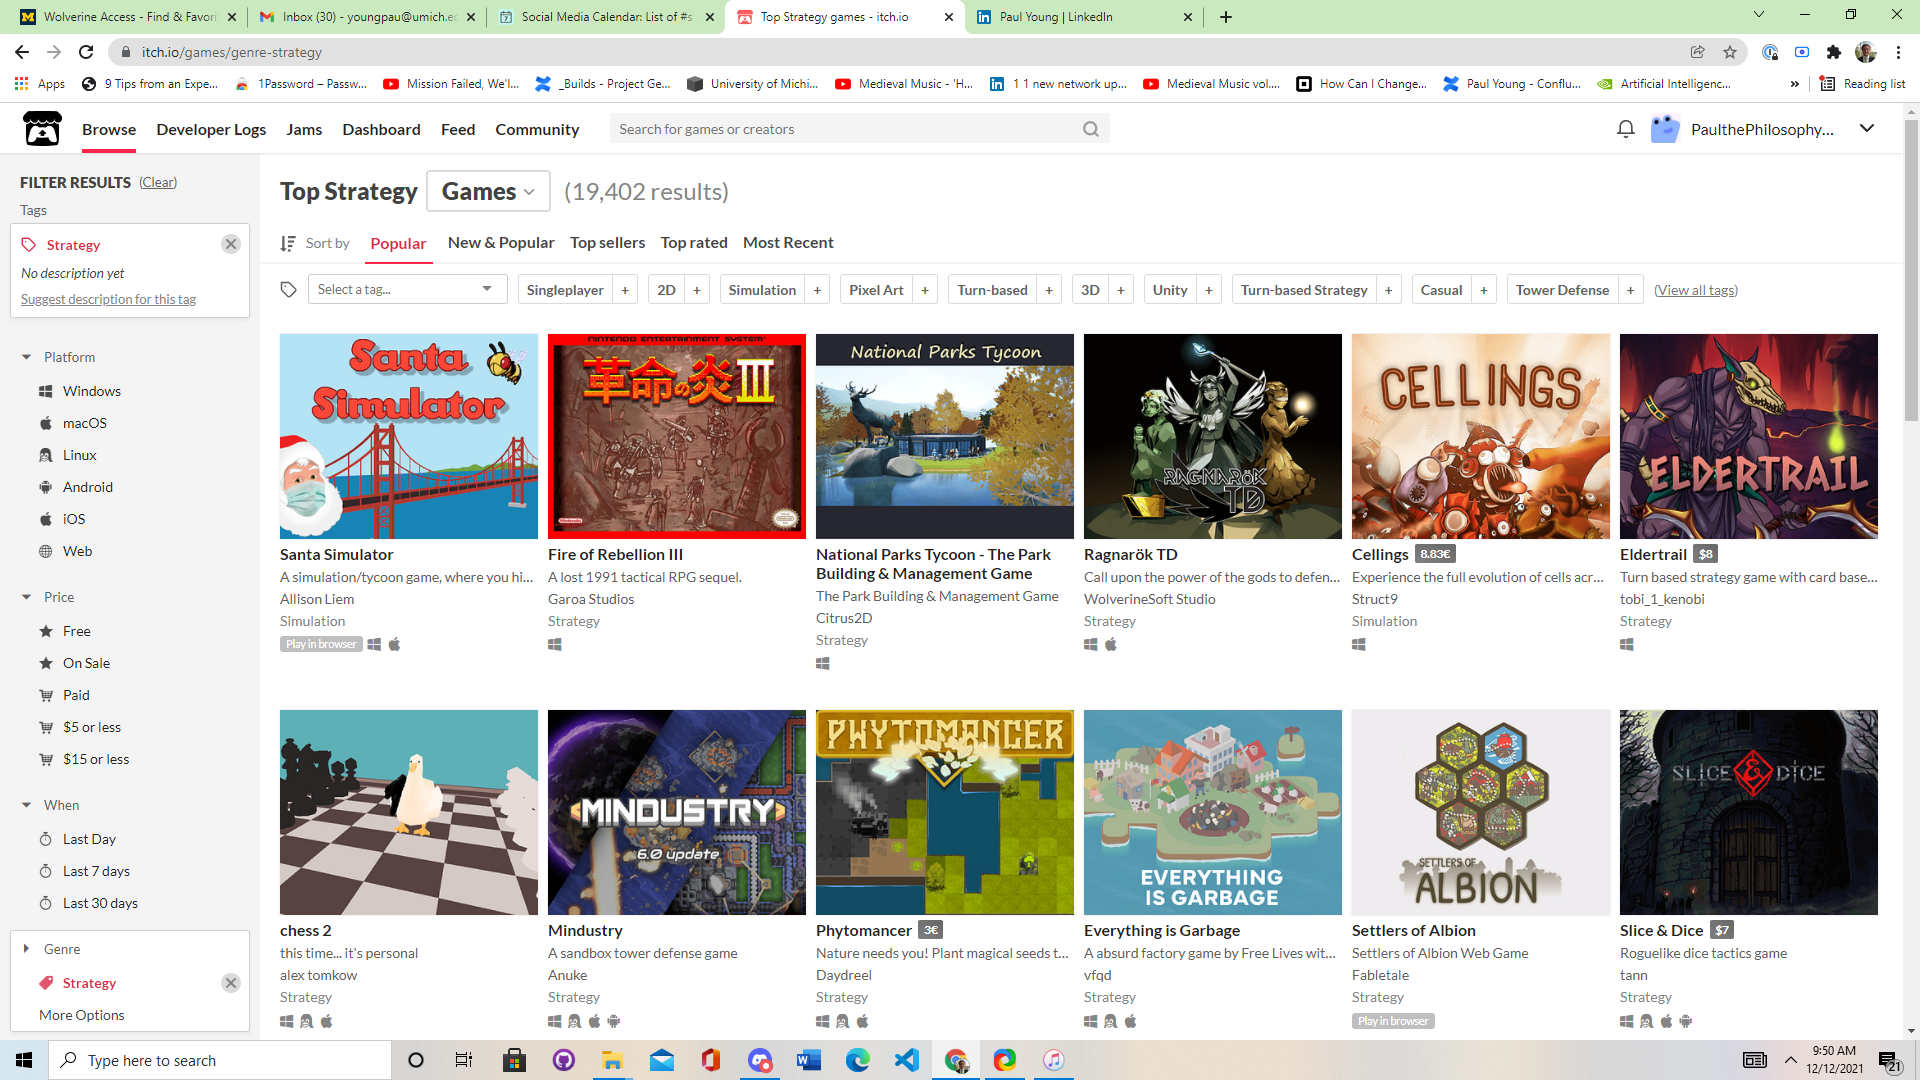 Wolverine Access - Find & Favori
Inbox (30) - youngpau@umich.ec
Social Media Calendar: List of #s
Top Strategy games - itch.io
Paul Young | LinkedIn
itch.io/games/genre-strategy
Apps
9 Tips from an Expe...
1Password – Passw...
Mission Failed, We'l...
_Builds - Project Ge...
University of Michi...
Medieval Music - 'H...
1 1 new network up...
Medieval Music vol....
How Can I Change...
Paul Young - Conflu...
Artificial Intelligenc...
»
Reading list
Browse
Developer Logs
Jams
Dashboard
Feed
Community
Search for games or creators
PaulthePhilosophy...
FILTER RESULTS (Clear)
Tags
Strategy
No description yet
Suggest description for this tag
Platform
Windows
macOS
Linux
Android
iOS
Web
Price
Free
On Sale
Paid
$5 or less
$15 or less
When
Last Day
Last 7 days
Last 30 days
Genre
Strategy
More Options
Top Strategy Games (19,402 results)
Sort by Popular New & Popular Top sellers Top rated Most Recent
Select a tag... Singleplayer + 2D + Simulation + Pixel Art + Turn-based + 3D + Unity + Turn-based Strategy + Casual + Tower Defense + (View all tags)
Santa
Simulator
Santa Simulator
A simulation/tycoon game, where you hi...
Allison Liem
Simulation
Play in browser
NINTENDO ENTERTAINMENT SYSTEM
革命の炎III
Nintendo
Fire of Rebellion III
A lost 1991 tactical RPG sequel.
Garoa Studios
Strategy
National Parks Tycoon
National Parks Tycoon - The Park
Building & Management Game
The Park Building & Management Game
Citrus2D
Strategy
RAGNARÖK
TD
Ragnarök TD
Call upon the power of the gods to defen...
WolverineSoft Studio
Strategy
CELLINGS
Cellings 8.83€
Experience the full evolution of cells acr...
Struct9
Simulation
ELDERTRAIL
Eldertrail $8
Turn based strategy game with card base...
tobi_1_kenobi
Strategy
chess 2
this time... it's personal
alex tomkow
Strategy
MINDUSTRY
6.0 update
Mindustry
A sandbox tower defense game
Anuke
Strategy
PHYTOMANCER
Phytomancer 3€
Nature needs you! Plant magical seeds t...
Daydreel
Strategy
EVERYTHING
IS GARBAGE
Everything is Garbage
A absurd factory game by Free Lives wit...
vfqd
Strategy
SETTLERS OF
ALBION
Settlers of Albion
Settlers of Albion Web Game
Fabletale
Strategy
Play in browser
SLICE & DICE
Slice & Dice $7
Roguelike dice tactics game
tann
Strategy
Type here to search
9:50 AM
12/12/2021
21